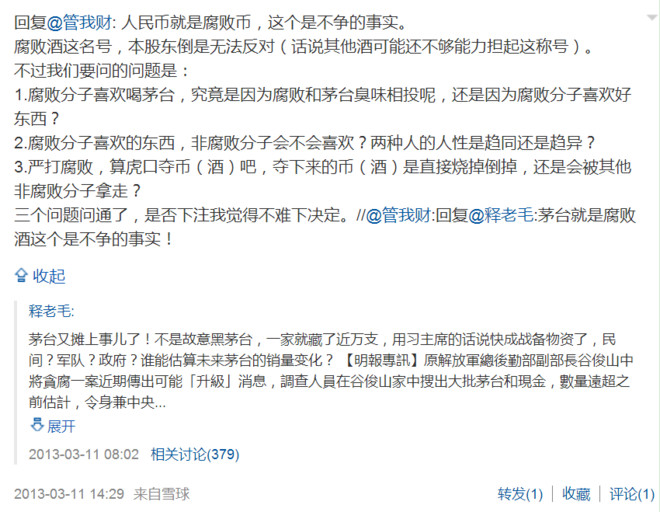 回复@管我财: 人民币就是腐败币，这个是不争的事实。
腐败酒这名号，本股东倒是无法反对（话说其他酒可能还不够能力担起这称号）。
不过我们要问的问题是：
1.腐败分子喜欢喝茅台，究竟是因为腐败和茅台臭味相投呢，还是因为腐败分子喜欢好
东西？
2.腐败分子喜欢的东西，非腐败分子会不会喜欢？两种人的人性是趋同还是趋异？
3.严打腐败，算虎口夺币（酒）吧，夺下来的币（酒）是直接烧掉倒掉，还是会被其他
非腐败分子拿走？
三个问题问通了，是否下注我觉得不难下决定。//@管我财:回复@释老毛:茅台就是腐败
酒这个是不争的事实！
收起
释老毛:
茅台又摊上事儿了！不是故意黑茅台，一家就藏了近万支，用习主席的话说快成战备物资了，民
间？军队？政府？谁能估算未来茅台的销量变化？ 【明報專訊】原解放軍總後勤部副部長谷俊山中
將貪腐一案近期傳出可能「升級」消息，調查人員在谷俊山家中搜出大批茅台和現金，數量遠超之
前估計，令身兼中央...
展开
2013-03-11 08:02 相关讨论(379)
2013-03-11 14:29 来自雪球 转发(1) 收藏 评论(1)